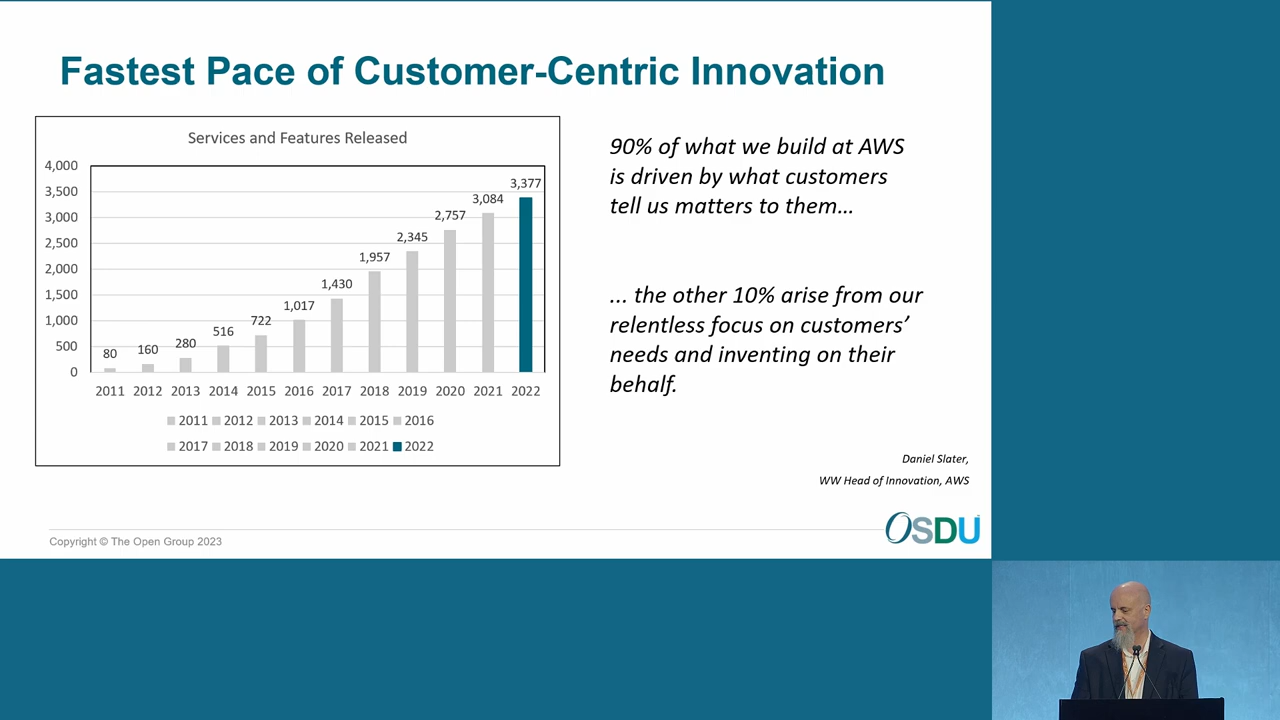 Fastest Pace of Customer-Centric Innovation
Services and Features Released
4,000
3,500
3,000
2,500
2,000
1,500
1,000
500
0
80
160
280
516
722
1,017
1,430
1,957
2,345
2,757
3,084
3,377
2011 2012 2013 2014 2015 2016 2017 2018 2019 2020 2021 2022
2011 2012 2013 2014 2015 2016
2017 2018 2019 2020 2021 2022
90% of what we build at AWS
is driven by what customers
tell us matters to them…
... the other 10% arise from our
relentless focus on customers’
needs and inventing on their
behalf.
Daniel Slater,
WW Head of Innovation, AWS
Copyright © The Open Group 2023
OSDU